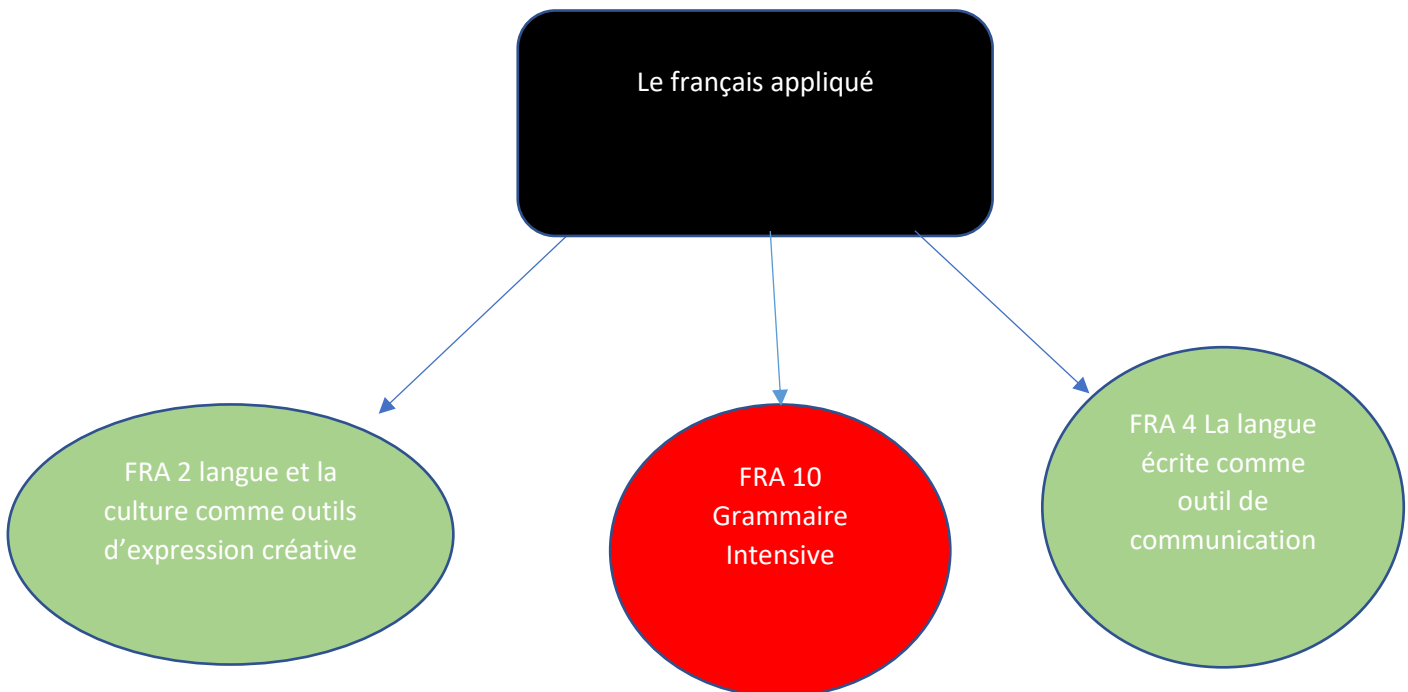 Le français appliqué
FRA 2 langue et la
culture comme outils
d’expression créative
FRA 10
Grammaire
Intensive
FRA 4 La langue
écrite comme
outil de
communication